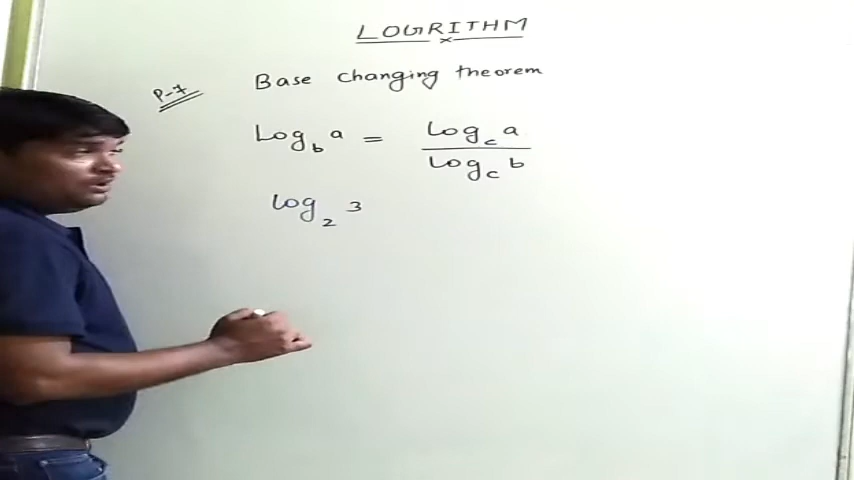 LOGRITHM
P-7
Base changing theorem
Log_b a = log_c a / log_c b
log_2 3